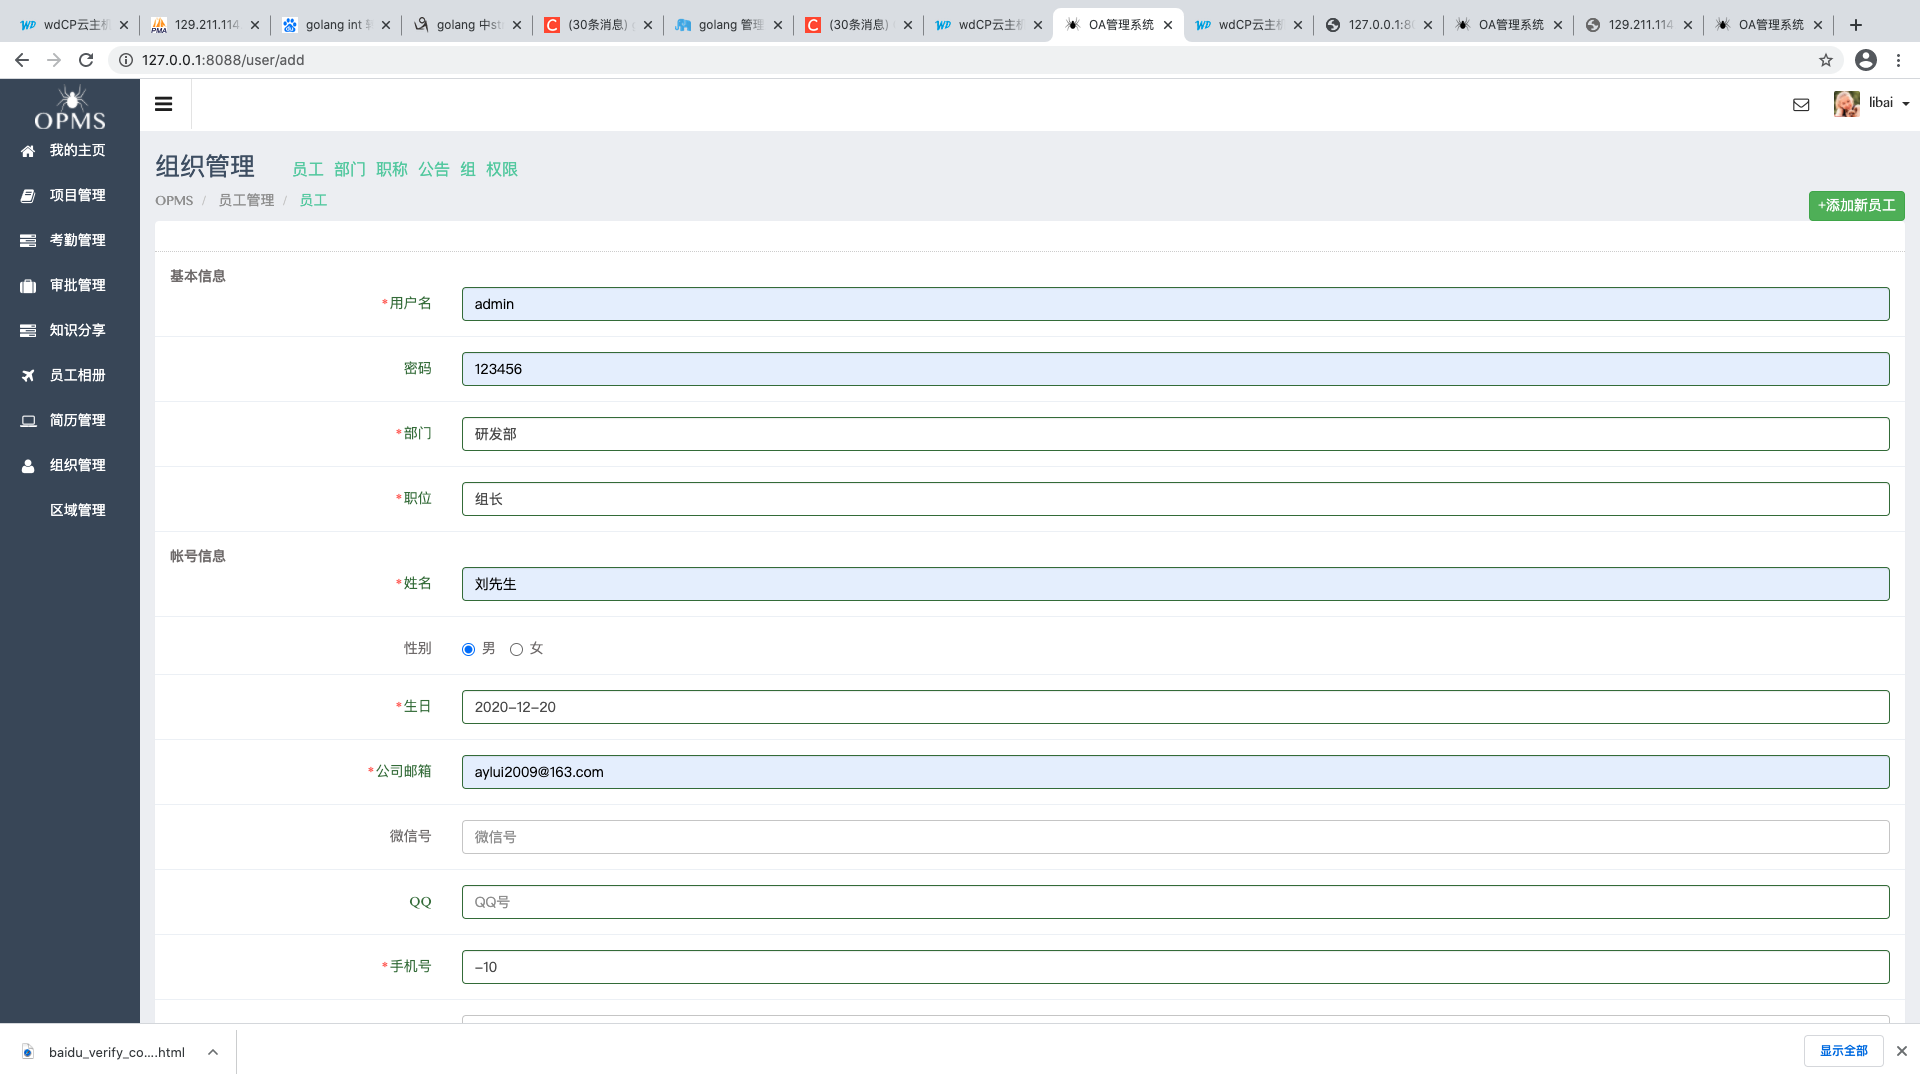 wdCP云主机
129.211.114
golang int 转
golang 中st
(30条消息)
golang 管理
(30条消息)
wdCP云主机
OA管理系统
wdCP云主机
127.0.0.1:80
OA管理系统
129.211.114
OA管理系统
127.0.0.1:8088/user/add
OPMS
libai
我的主页
项目管理
考勤管理
审批管理
知识分享
员工相册
简历管理
组织管理
区域管理
组织管理 员工 部门 职称 公告 组 权限
OPMS / 员工管理 / 员工
+添加新员工
基本信息
*用户名 admin
密码 123456
*部门 研发部
*职位 组长
帐号信息
*姓名 刘先生
性别 男 女
*生日 2020-12-20
*公司邮箱 aylui2009@163.com
微信号 微信号
QQ QQ号
*手机号 -10
baidu_verify_co....html
显示全部